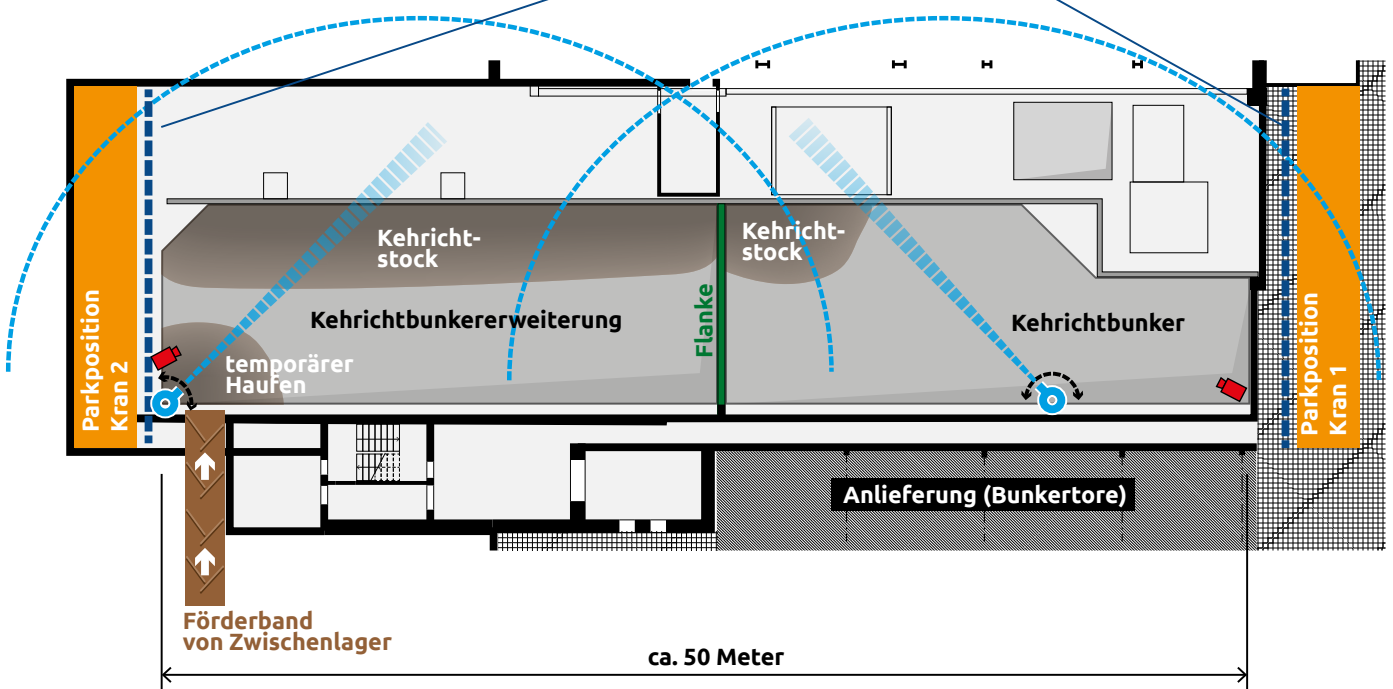 Kehricht-
stock
Kehricht-
stock
Kehrichtbunkererweiterung
Flanke
Kehrichtbunker
temporärer
Haufen
Parkposition
Kran 2
Parkposition
Kran 1
Anlieferung (Bunkertore)
Förderband
von Zwischenlager
ca. 50 Meter